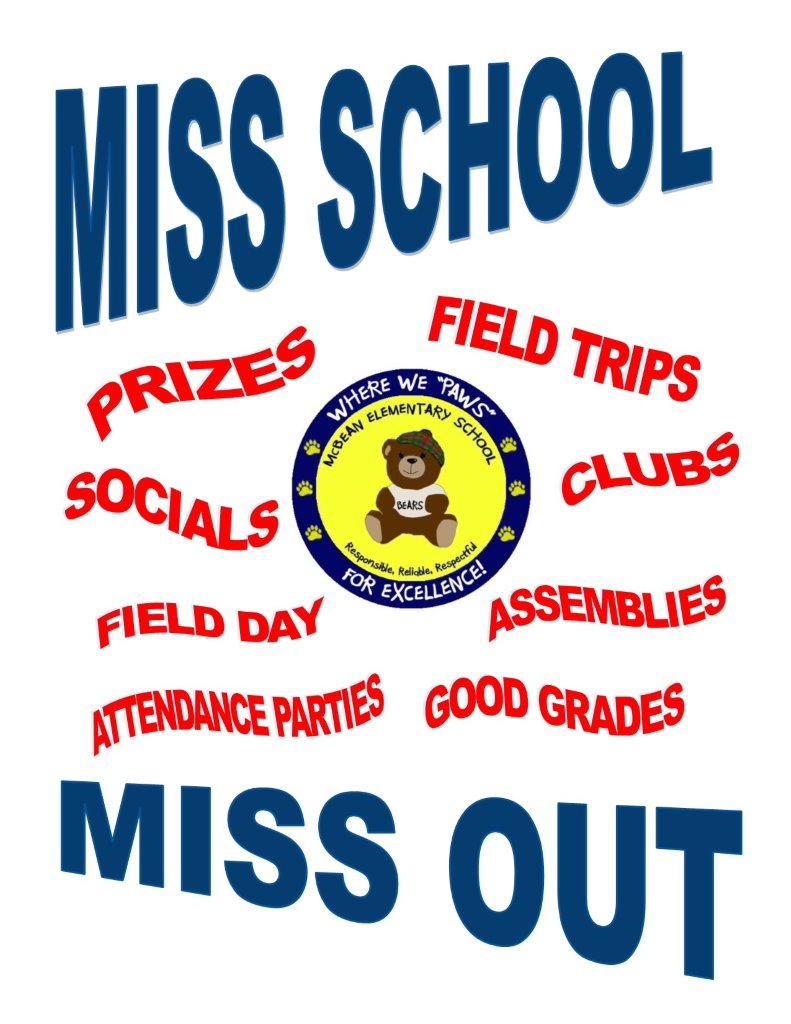 MISS SCHOOL
PRIZES
FIELD TRIPS
WHERE WE "PAWS"
McBEAN ELEMENTARY SCHOOL
BEARS
Responsible, Reliable, Respectful
FOR EXCELLENCE!
SOCIALS
CLUBS
FIELD DAY
ASSEMBLIES
ATTENDANCE PARTIES
GOOD GRADES
MISS OUT